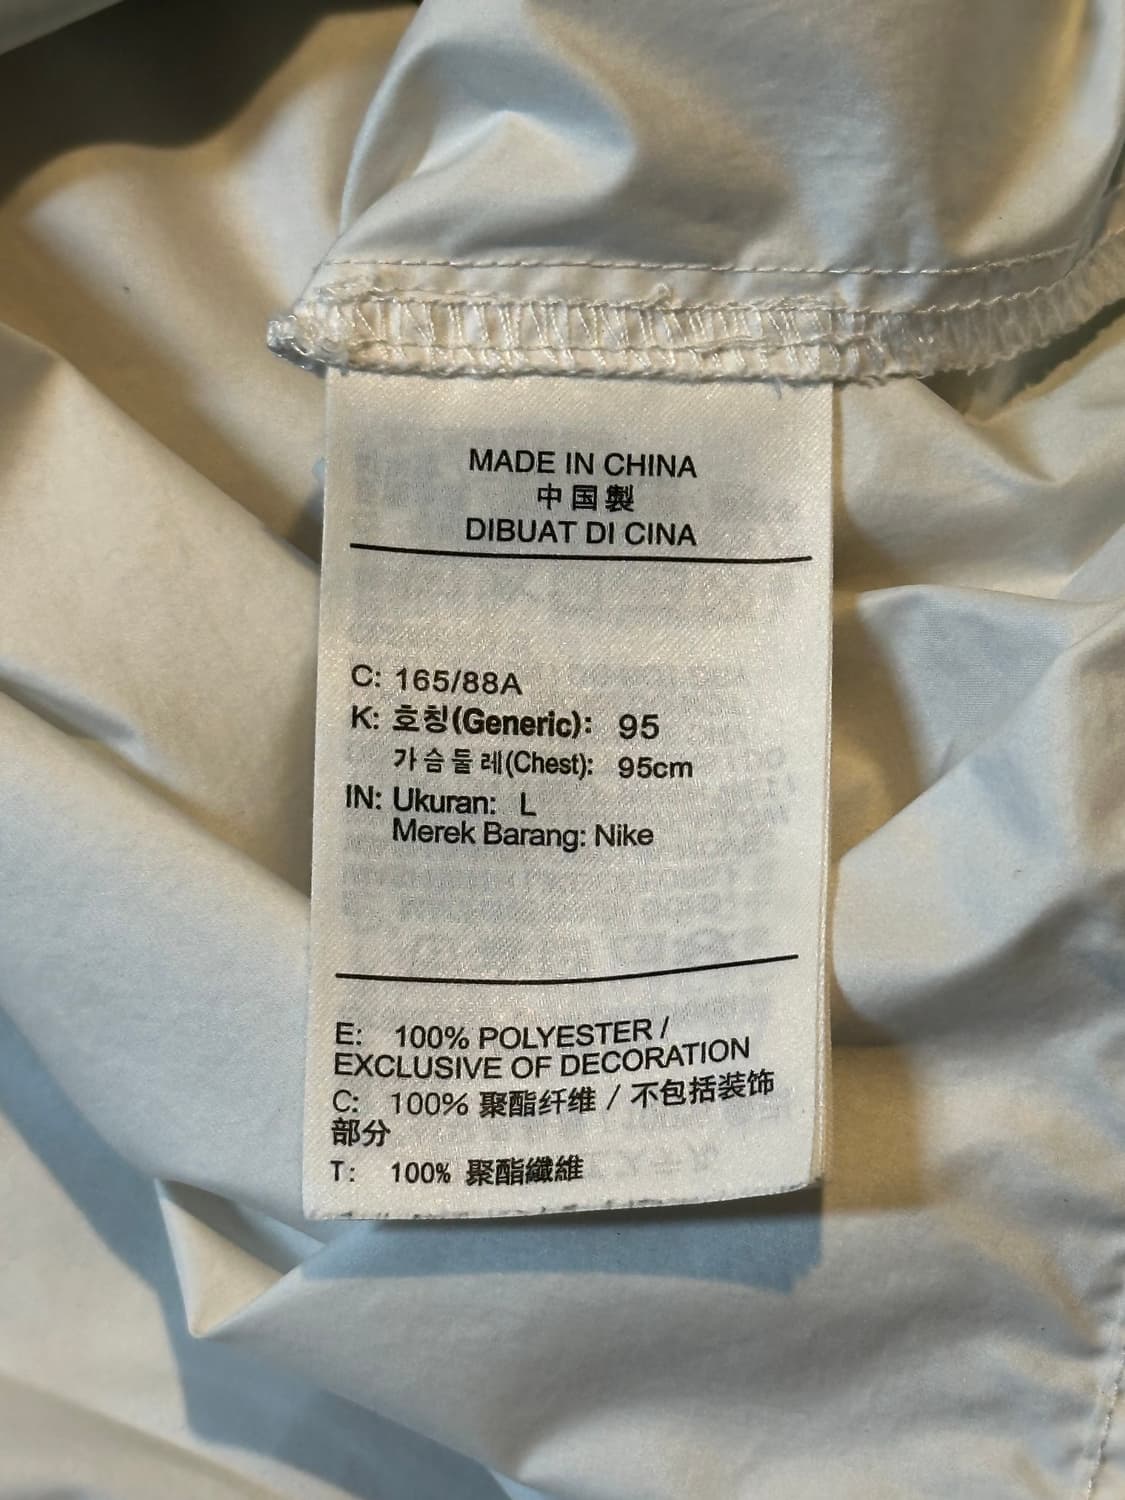 MADE IN CHINA
中国製
DIBUAT DI CINA
C: 165/88A
K: 호칭(Generic): 95
가슴둘레(Chest): 95cm
IN: Ukuran: L
Merek Barang: Nike
E: 100% POLYESTER /
EXCLUSIVE OF DECORATION
C: 100% 聚酯纤维 / 不包括装饰
部分
T: 100% 聚酯纖維